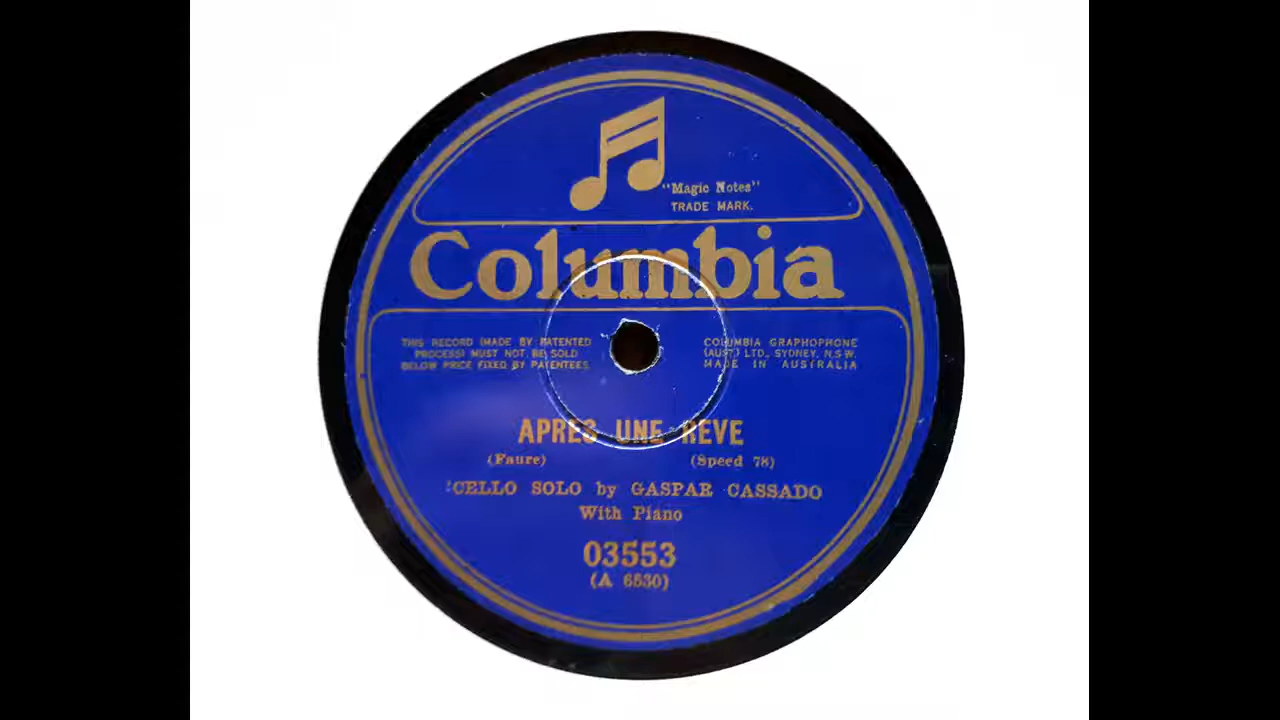 "Magic Notes"
TRADE MARK.
Columbia
THIS RECORD (MADE BY PATENTED
PROCESS) MUST NOT BE SOLD
BELOW PRICE FIXED BY PATENTEES.
COLUMBIA GRAPHOPHONE
(AUST.) LTD., SYDNEY, N.S.W.
MADE IN AUSTRALIA
APRES UNE REVE
(Faure) (Speed 78)
'CELLO SOLO by GASPAR CASSADO
With Piano
03553
(A 6530)